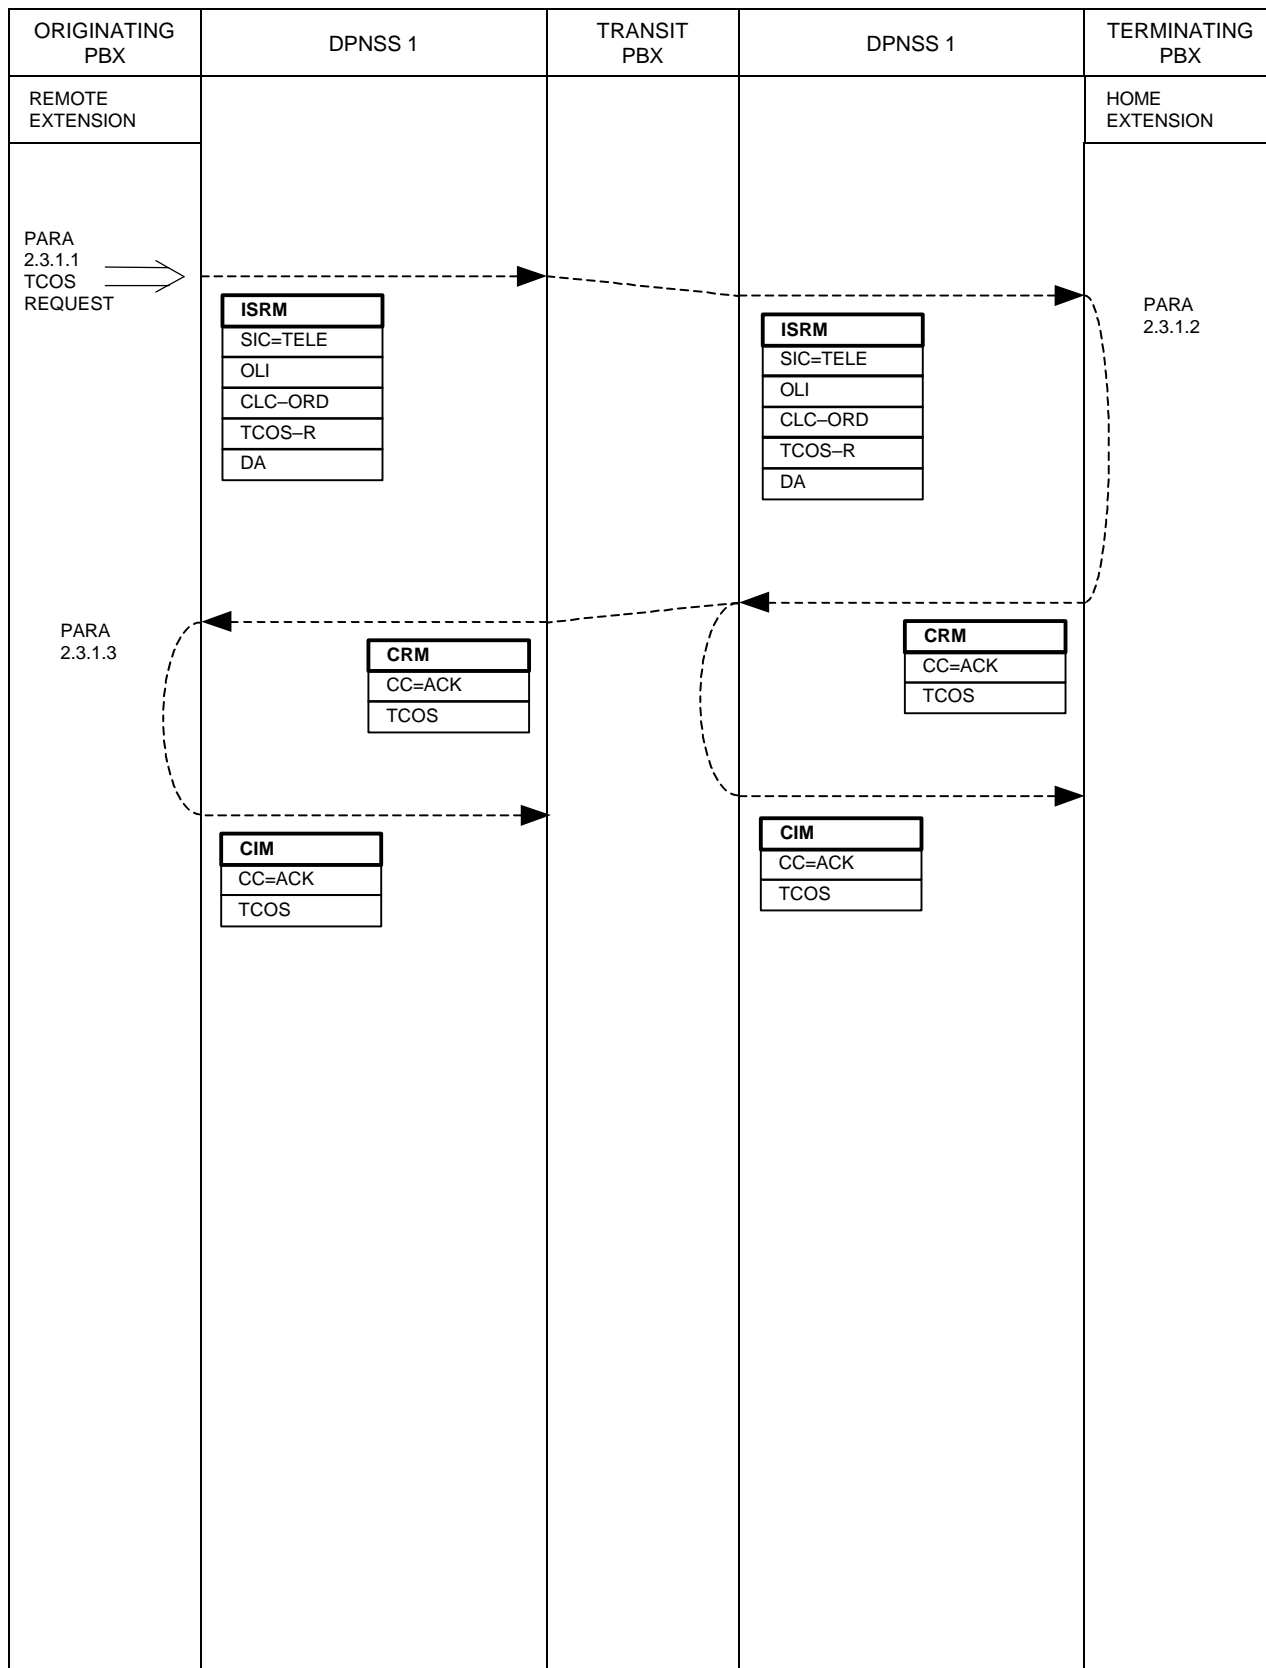 ORIGINATING
PBX
DPNSS 1
TRANSIT
PBX
DPNSS 1
TERMINATING
PBX
REMOTE
EXTENSION
HOME
EXTENSION
PARA
2.3.1.1
TCOS
REQUEST
ISRM
SIC=TELE
OLI
CLC–ORD
TCOS–R
DA
ISRM
SIC=TELE
OLI
CLC–ORD
TCOS–R
DA
PARA
2.3.1.2
PARA
2.3.1.3
CRM
CC=ACK
TCOS
CRM
CC=ACK
TCOS
CIM
CC=ACK
TCOS
CIM
CC=ACK
TCOS